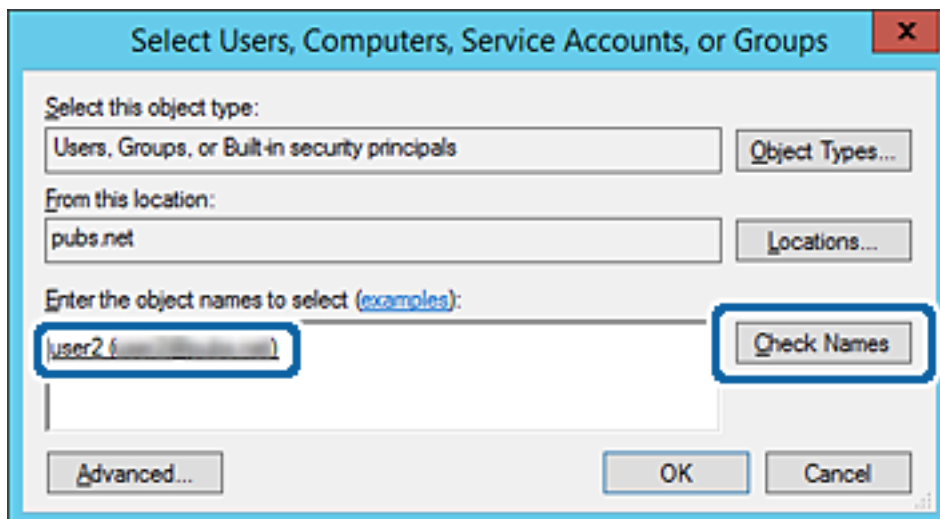 Select Users, Computers, Service Accounts, or Groups
x
Select this object type:
Users, Groups, or Built-in security principals
Object Types...
From this location:
pubs.net
Locations...
Enter the object names to select (examples):
user2 ( )
Check Names
Advanced...
OK
Cancel